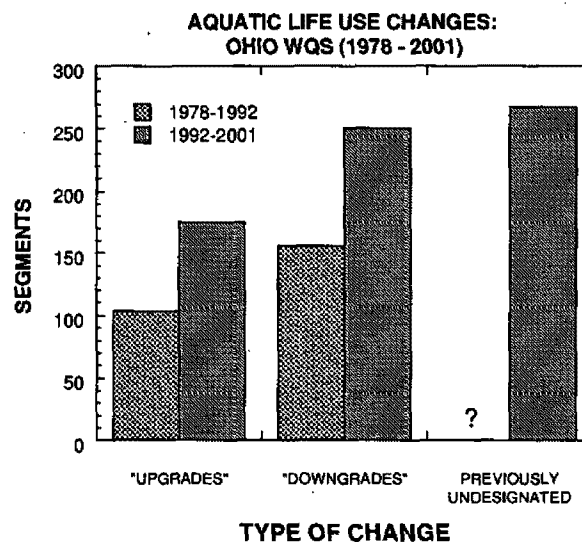 AQUATIC LIFE USE CHANGES:
OHIO WQS (1978 - 2001)
300
250
200
150
100
50
0
SEGMENTS
1978-1992
1992-2001
?
"UPGRADES"
"DOWNGRADES"
PREVIOUSLY
UNDESIGNATED
TYPE OF CHANGE